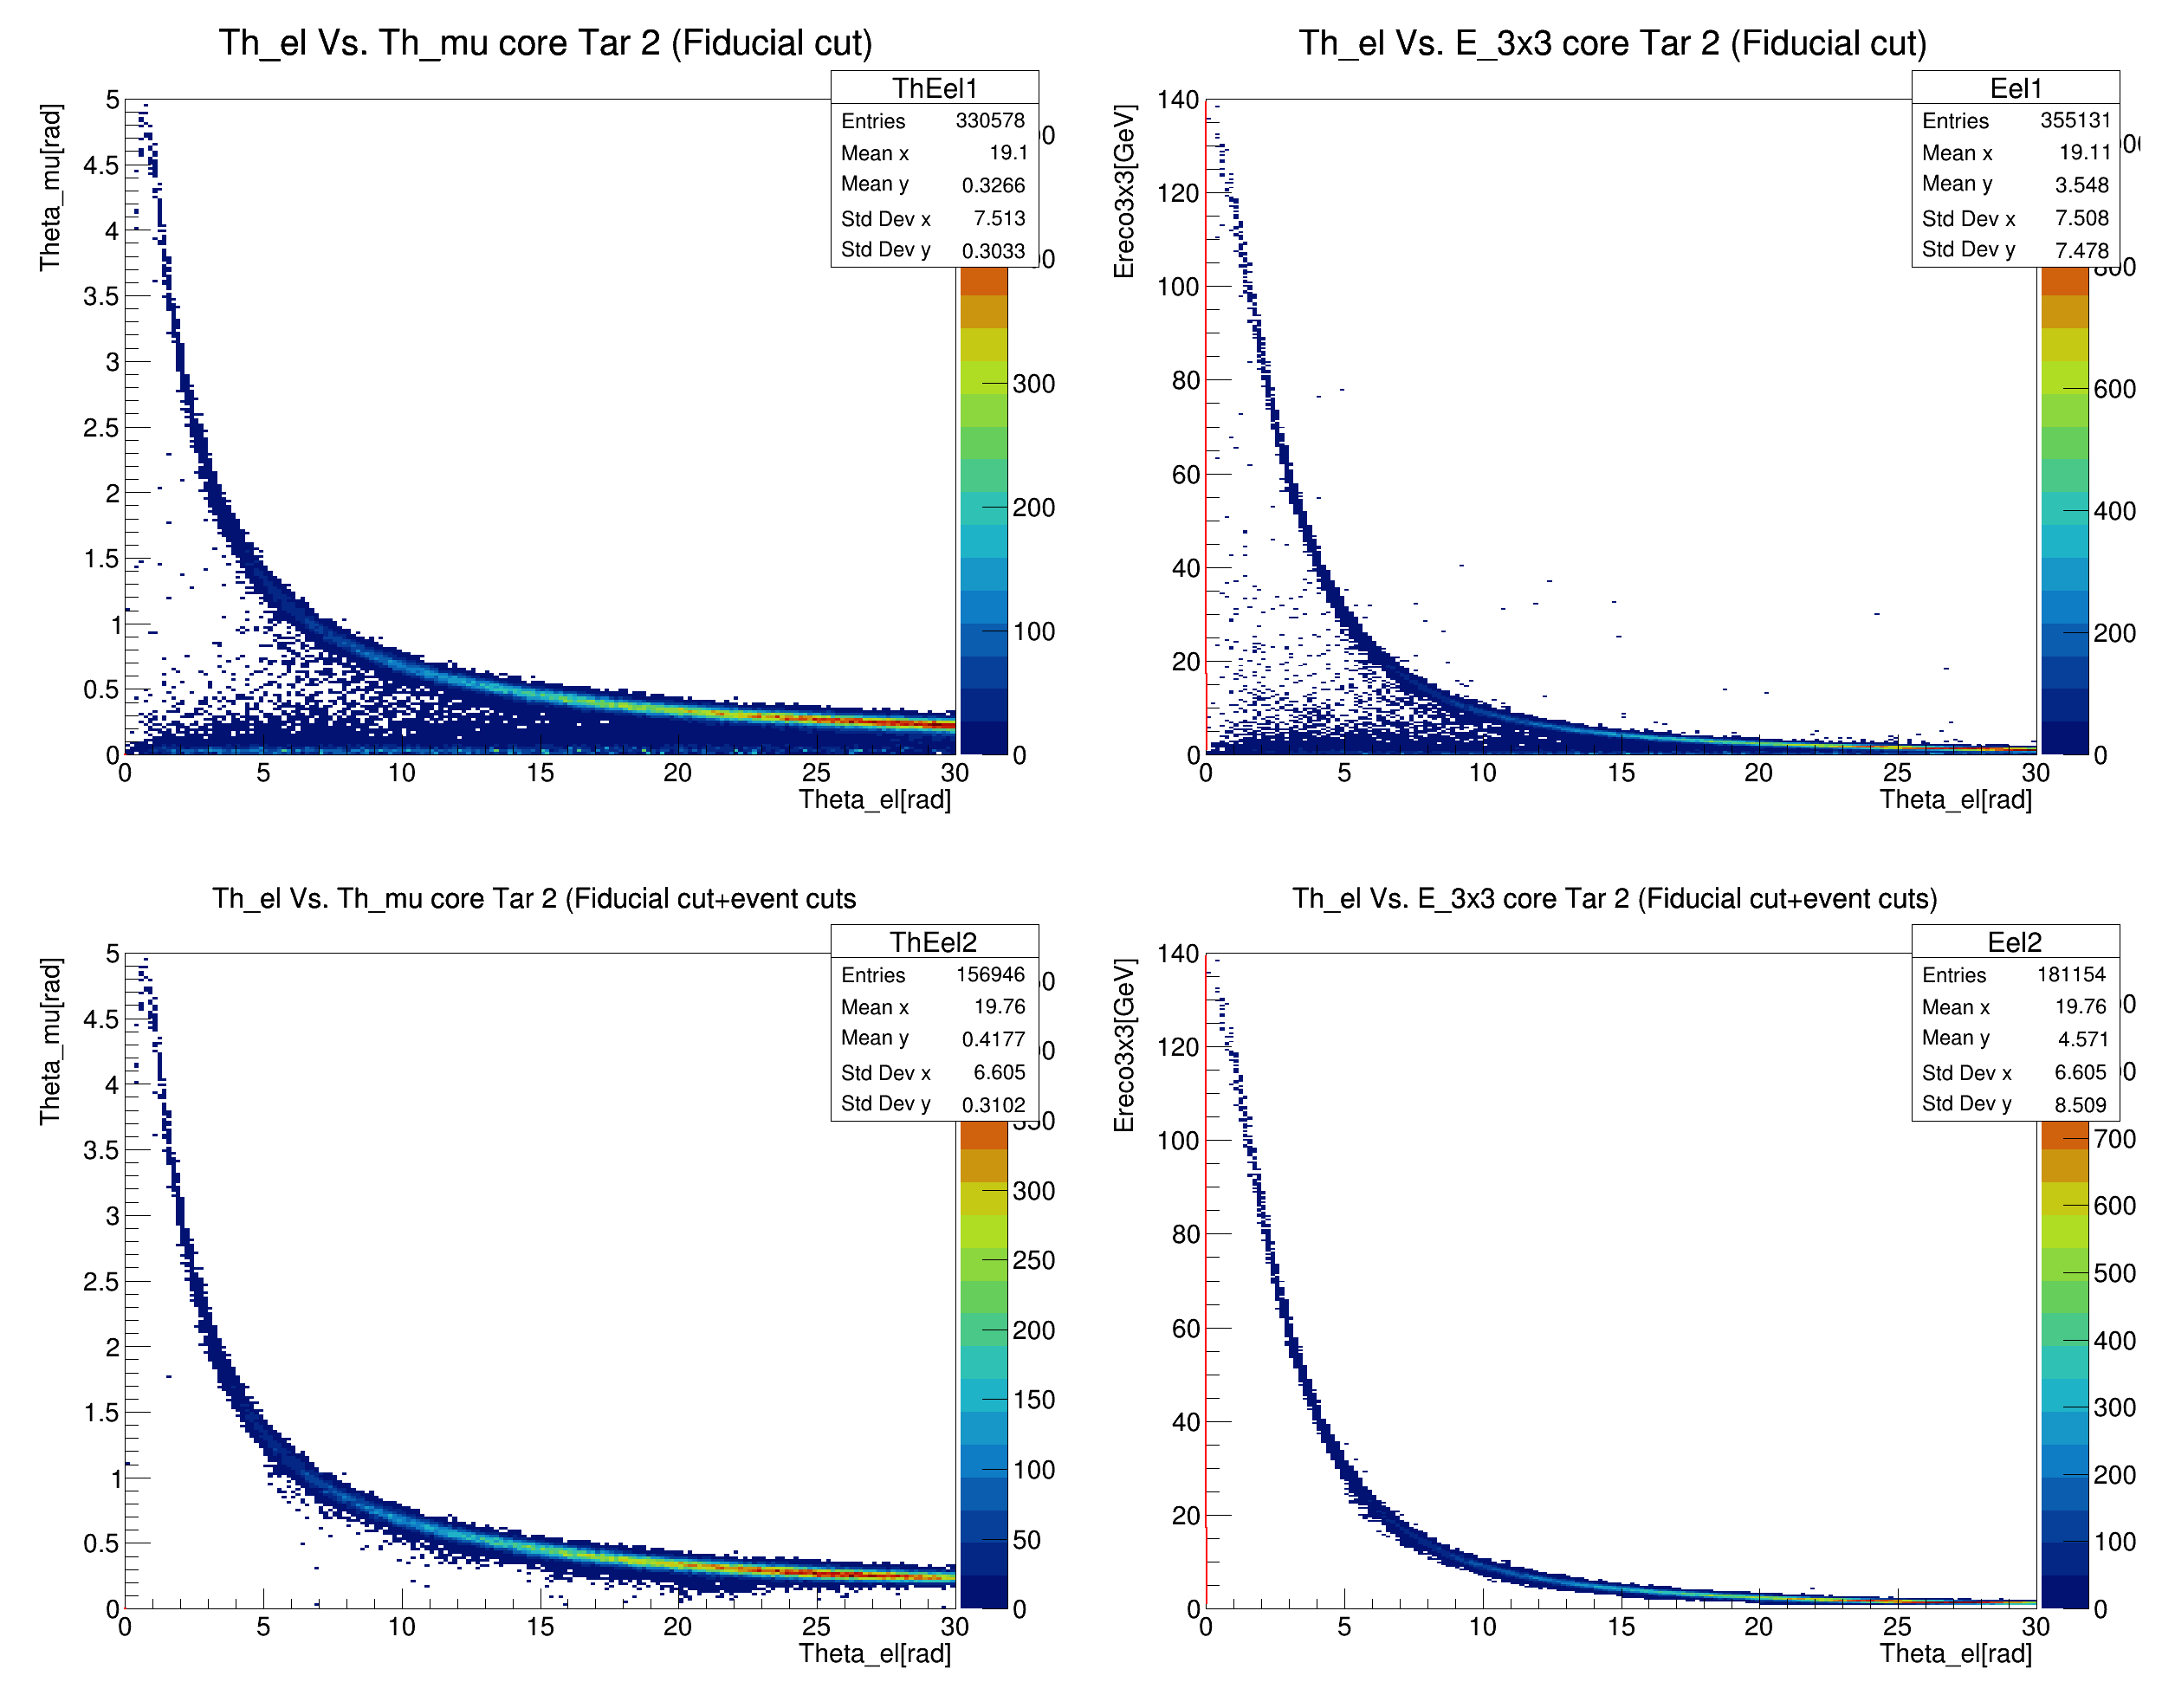 Th_el Vs. Th_mu core Tar 2 (Fiducial cut)
ThEel1
Entries 330578
Mean x 19.1
Mean y 0.3266
Std Dev x 7.513
Std Dev y 0.3033
Theta_mu[rad]
5
4.5
4
3.5
3
2.5
2
1.5
1
0.5
0
0 5 10 15 20 25 30
Theta_el[rad]
300
200
100
0
Th_el Vs. E_3x3 core Tar 2 (Fiducial cut)
Eel1
Entries 355131
Mean x 19.11
Mean y 3.548
Std Dev x 7.508
Std Dev y 7.478
Ereco3x3[GeV]
140
120
100
80
60
40
20
0
0 5 10 15 20 25 30
Theta_el[rad]
800
600
400
200
0
Th_el Vs. Th_mu core Tar 2 (Fiducial cut+event cuts
ThEel2
Entries 156946
Mean x 19.76
Mean y 0.4177
Std Dev x 6.605
Std Dev y 0.3102
Theta_mu[rad]
5
4.5
4
3.5
3
2.5
2
1.5
1
0.5
0
0 5 10 15 20 25 30
Theta_el[rad]
350
300
250
200
150
100
50
0
Th_el Vs. E_3x3 core Tar 2 (Fiducial cut+event cuts)
Eel2
Entries 181154
Mean x 19.76
Mean y 4.571
Std Dev x 6.605
Std Dev y 8.509
Ereco3x3[GeV]
140
120
100
80
60
40
20
0
0 5 10 15 20 25 30
Theta_el[rad]
700
600
500
400
300
200
100
0